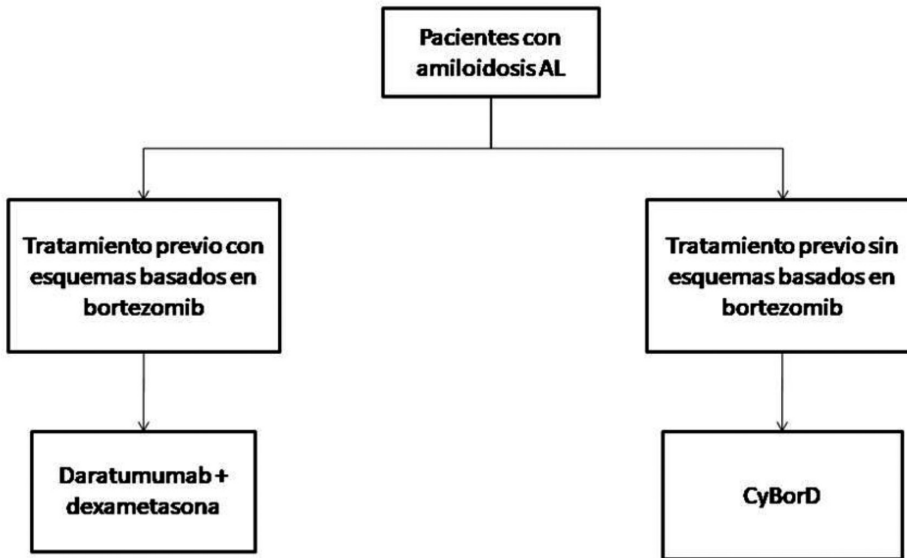 Pacientes con
amiloidosis AL
Tratamiento previo con
esquemas basados en
bortezomib
Tratamiento previo sin
esquemas basados en
bortezomib
Daratumumab +
dexametasona
CyBorD